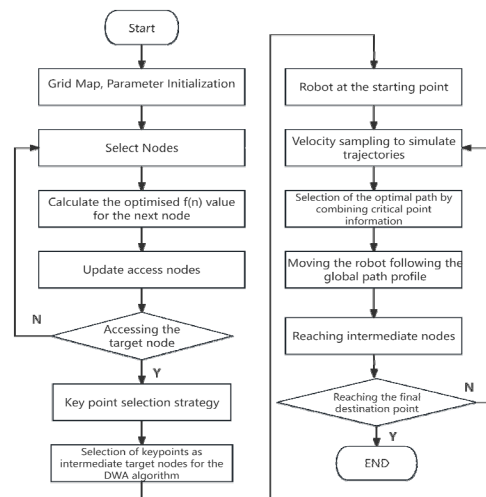 Start
Grid Map, Parameter Initialization
Select Nodes
Calculate the optimised f(n) value
for the next node
Update access nodes
N
Accessing the
target node
Y
Key point selection strategy
Selection of keypoints as
intermediate target nodes for the
DWA algorithm
Robot at the starting point
Velocity sampling to simulate
trajectories
Selection of the optimal path by
combining critical point
information
Moving the robot following the
global path profile
Reaching intermediate nodes
Reaching the final
destination point
N
Y
END